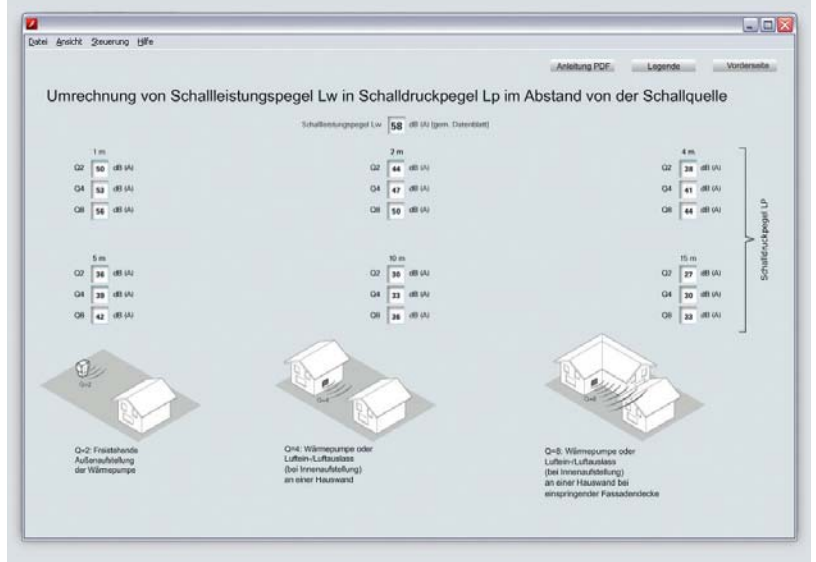 Datei Ansicht Steuerung Hilfe
Anleitung PDF Legende Vorderseite
Umrechnung von Schallleistungspegel Lw in Schalldruckpegel Lp im Abstand von der Schallquelle
Schallleistungspegel Lw 58 dB (A) (gem. Datenblatt)
1 m 2 m 4 m
Q2 50 dB (A) Q2 44 dB (A) Q2 38 dB (A)
Q4 53 dB (A) Q4 47 dB (A) Q4 41 dB (A)
Q8 56 dB (A) Q8 50 dB (A) Q8 44 dB (A)
Schalldruckpegel LP
5 m 10 m 15 m
Q2 36 dB (A) Q2 30 dB (A) Q2 27 dB (A)
Q4 39 dB (A) Q4 33 dB (A) Q4 30 dB (A)
Q8 42 dB (A) Q8 36 dB (A) Q8 33 dB (A)
Q=2
Q=4
Q=8
Q=2: Freistehende
Außenaufstellung
der Wärmepumpe
Q=4: Wärmepumpe oder
Luftein-/Luftauslass
(bei Innenaufstellung)
an einer Hauswand
Q=8: Wärmepumpe oder
Luftein-/Luftauslass
(bei Innenaufstellung)
an einer Hauswand bei
einspringender Fassadendecke